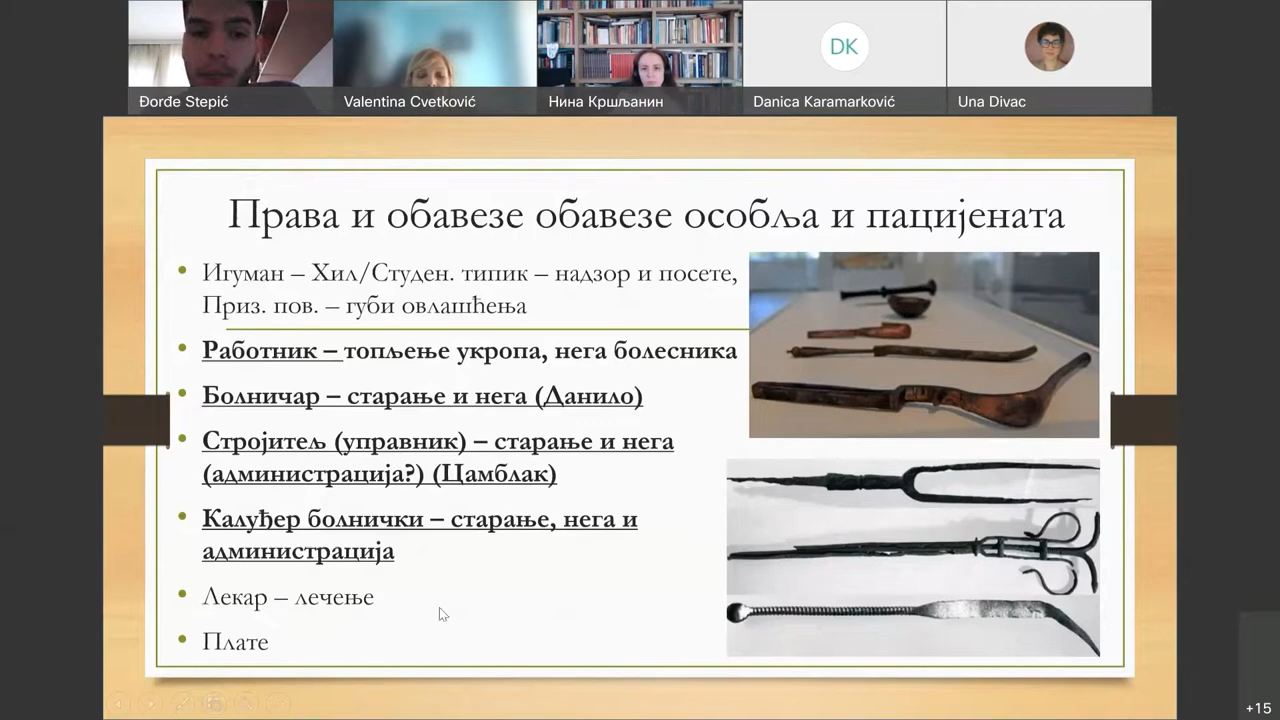 Đorđe Stepić
Valentina Cvetković
Нина Кршљанин
DK
Danica Karamarković
Una Divac
Права и обавезе обавезе особља и пацијената
Игуман – Хил/Студен. типик – надзор и посете,
Приз. пов. – губи овлашћења
Работник – топљење укропа, нега болесника
Болничар – старање и нега (Данило)
Стројитељ (управник) – старање и нега
(администрација?) (Цамблак)
Калуђер болнички – старање, нега и
администрација
Лекар – лечење
Плате
+15